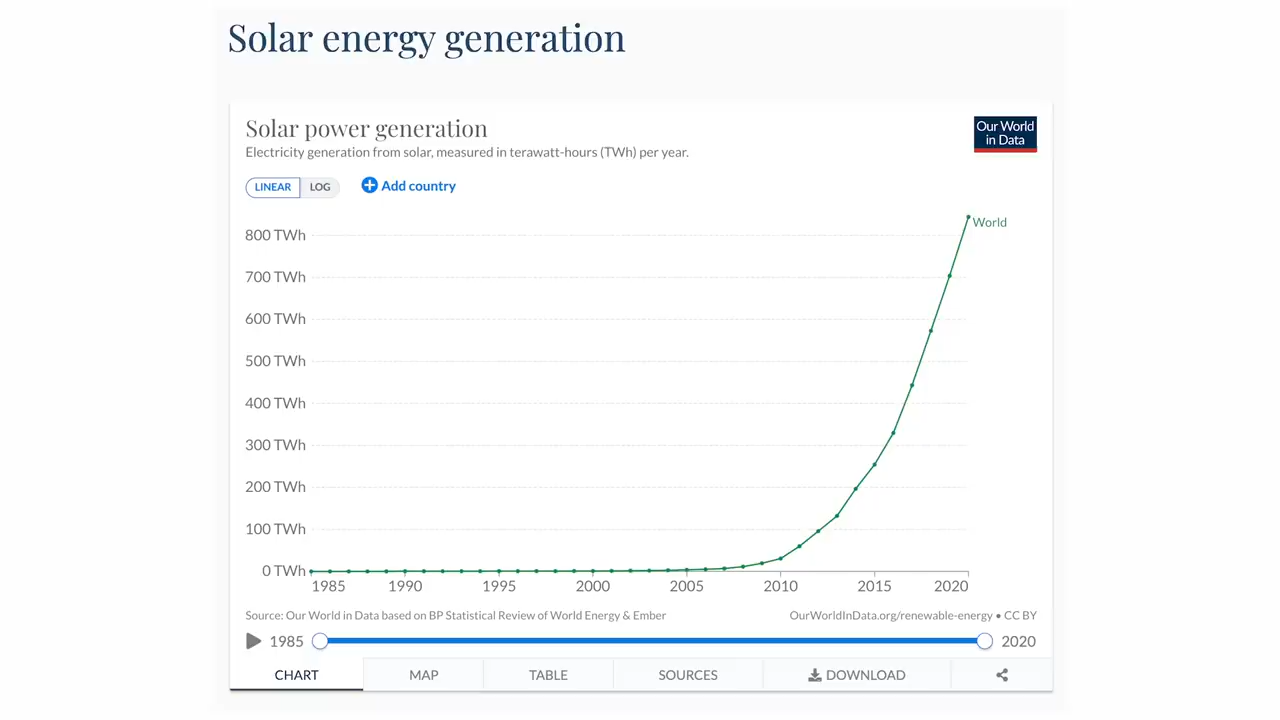 Solar energy generation
Solar power generation
Electricity generation from solar, measured in terawatt-hours (TWh) per year.
Our World
in Data
LINEAR LOG Add country
World
800 TWh
700 TWh
600 TWh
500 TWh
400 TWh
300 TWh
200 TWh
100 TWh
0 TWh
1985 1990 1995 2000 2005 2010 2015 2020
Source: Our World in Data based on BP Statistical Review of World Energy & Ember OurWorldInData.org/renewable-energy • CC BY
1985 2020
CHART MAP TABLE SOURCES DOWNLOAD